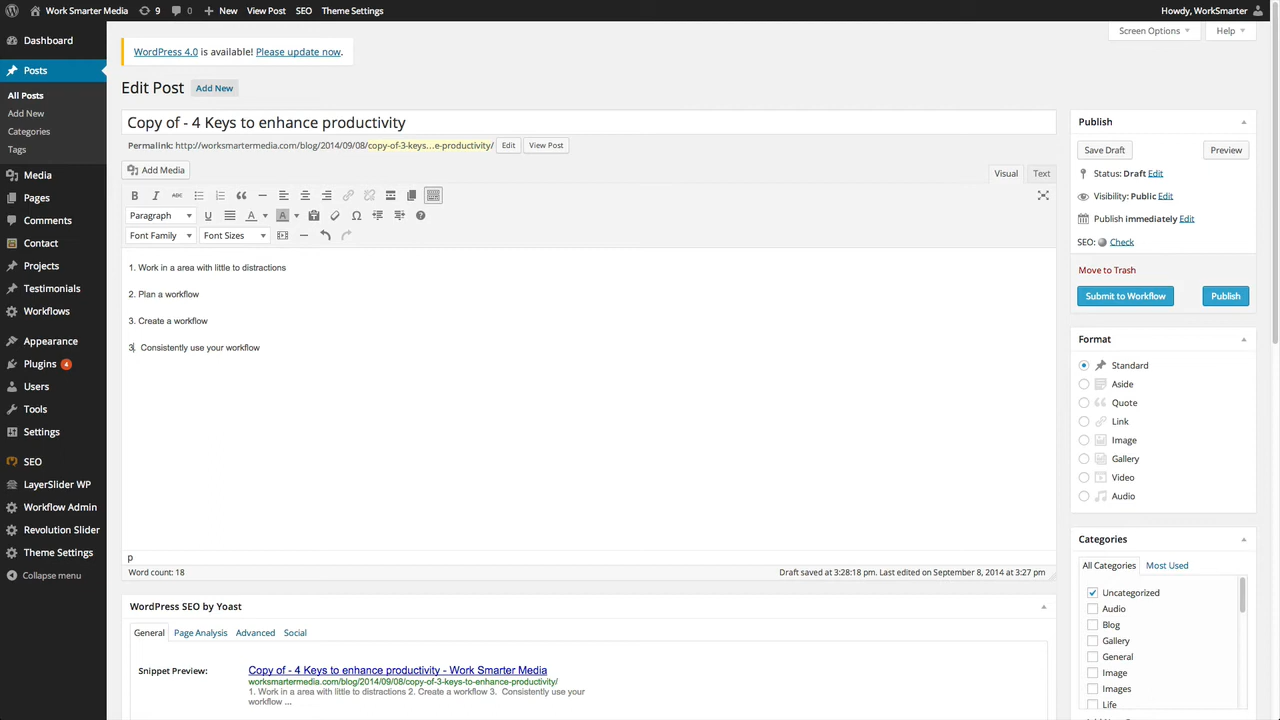 Work Smarter Media 9 0 New View Post SEO Theme Settings Howdy, WorkSmarter
Screen Options Help
Dashboard
Posts
All Posts
Add New
Categories
Tags
Media
Pages
Comments
Contact
Projects
Testimonials
Workflows
Appearance
Plugins 4
Users
Tools
Settings
SEO
LayerSlider WP
Workflow Admin
Revolution Slider
Theme Settings
Collapse menu
WordPress 4.0 is available! Please update now.
Edit Post Add New
Copy of - 4 Keys to enhance productivity
Permalink: http://worksmartermedia.com/blog/2014/09/08/copy-of-3-keys...e-productivity/ Edit View Post
Add Media
Visual Text
B I ABC
Paragraph U A A
Font Family Font Sizes
1. Work in a area with little to distractions
2. Plan a workflow
3. Create a workflow
3. Consistently use your workflow
p
Word count: 18 Draft saved at 3:28:18 pm. Last edited on September 8, 2014 at 3:27 pm
WordPress SEO by Yoast
General Page Analysis Advanced Social
Snippet Preview:
Copy of - 4 Keys to enhance productivity - Work Smarter Media
worksmartermedia.com/blog/2014/09/08/copy-of-3-keys-to-enhance-productivity/
1. Work in a area with little to distractions 2. Create a workflow 3. Consistently use your
workflow ...
Publish
Save Draft Preview
Status: Draft Edit
Visibility: Public Edit
Publish immediately Edit
SEO: Check
Move to Trash
Submit to Workflow Publish
Format
Standard
Aside
Quote
Link
Image
Gallery
Video
Audio
Categories
All Categories Most Used
Uncategorized
Audio
Blog
Gallery
General
Image
Images
Life